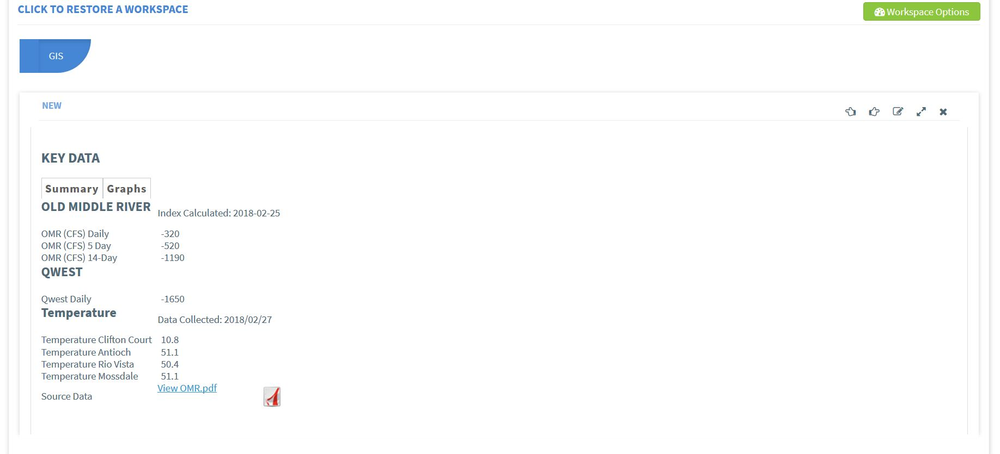 CLICK TO RESTORE A WORKSPACE
Workspace Options
GIS
NEW
KEY DATA
Summary Graphs
OLD MIDDLE RIVER Index Calculated: 2018-02-25
OMR (CFS) Daily -320
OMR (CFS) 5 Day -520
OMR (CFS) 14-Day -1190
QWEST
Qwest Daily -1650
Temperature Data Collected: 2018/02/27
Temperature Clifton Court 10.8
Temperature Antioch 51.1
Temperature Rio Vista 50.4
Temperature Mossdale 51.1
View OMR.pdf
Source Data